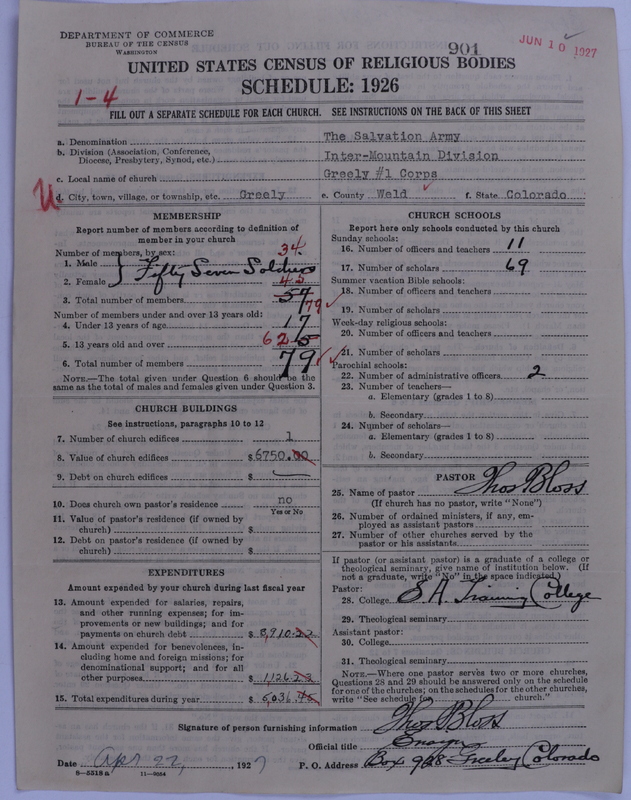 DEPARTMENT OF COMMERCE
BUREAU OF THE CENSUS
WASHINGTON
901
JUN 10 1927
UNITED STATES CENSUS OF RELIGIOUS BODIES
SCHEDULE: 1926
1-4
FILL OUT A SEPARATE SCHEDULE FOR EACH CHURCH. SEE INSTRUCTIONS ON THE BACK OF THIS SHEET
a. Denomination The Salvation Army
b. Division (Association, Conference, Diocese, Presbytery, Synod, etc.) Inter-Mountain Division
c. Local name of church Greely #1 Corps
d. City, town, village, or township, etc. Greely e. County Weld f. State Colorado
MEMBERSHIP
Report number of members according to definition of
member in your church
Number of members, by sex:
1. Male 34
Fifty Seven Soldiers
2. Female 45
3. Total number of members 57 79
Number of members under and over 13 years old:
4. Under 13 years of age 17
5. 13 years old and over 62
6. Total number of members 79
NOTE.—The total given under Question 6 should be the
same as the total of males and females given under Question 3.
CHURCH BUILDINGS
See instructions, paragraphs 10 to 12
7. Number of church edifices 1
8. Value of church edifices $6750.00
9. Debt on church edifices $
10. Does church own pastor's residence no
Yes or No
11. Value of pastor's residence (if owned by
church) $
12. Debt on pastor's residence (if owned by
church) $
EXPENDITURES
Amount expended by your church during last fiscal year
13. Amount expended for salaries, repairs,
and other running expense; for im-
provements or new buildings; and for
payments on church debt $
14. Amount expended for benevolences, in-
cluding home and foreign missions; for
denominational support; and for all
other purposes $
15. Total expenditures during year $
CHURCH SCHOOLS
Report here only schools conducted by this church
Sunday schools:
16. Number of officers and teachers 11
17. Number of scholars 69
Summer vacation Bible schools:
18. Number of officers and teachers
19. Number of scholars
Week-day religious schools:
20. Number of officers and teachers
21. Number of scholars
Parochial schools:
22. Number of administrative officers 2
23. Number of teachers—
a. Elementary (grades 1 to 8)
b. Secondary
24. Number of scholars—
a. Elementary (grades 1 to 8)
b. Secondary
PASTOR
25. Name of pastor Thos Bloss
(If church has no pastor, write "None")
26. Number of ordained ministers, if any, em-
ployed as assistant pastors
27. Number of other churches served by the
pastor or his assistants
If pastor (or assistant pastor) is a graduate of a college or
theological seminary, give name of institution below. (If
not a graduate, write "No" in the space indicated)
Pastor:
28. College S.A. Training College
29. Theological seminary
Assistant pastor:
30. College
31. Theological seminary
NOTE.—Where one pastor serves two or more churches,
Questions 28 and 29 should be answered only on the schedule
for one of the churches; on the schedules for the other churches,
write "See schedule for church."
Signature of person furnishing information Thos Bloss
Official title Ensign
Date Apr 22, 1927 P. O. Address Box 928 Greeley Colorado
8—5518 a 11—9054